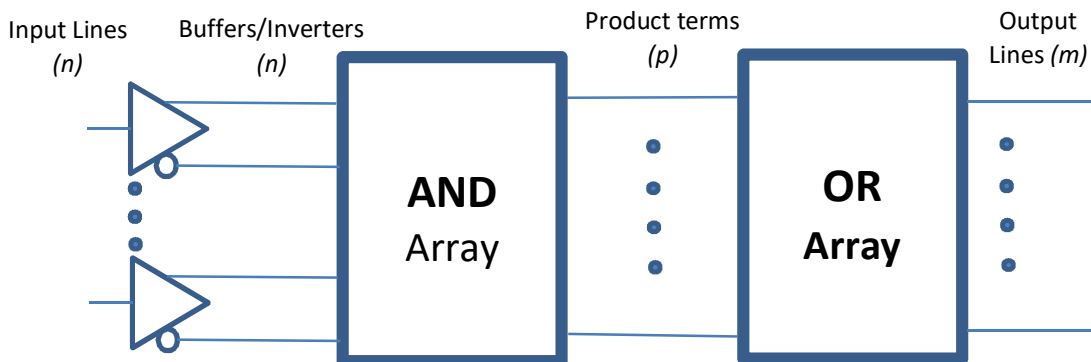 Input Lines
(n)
Buffers/Inverters
(n)
Product terms
(p)
Output
Lines (m)
AND
Array
OR
Array